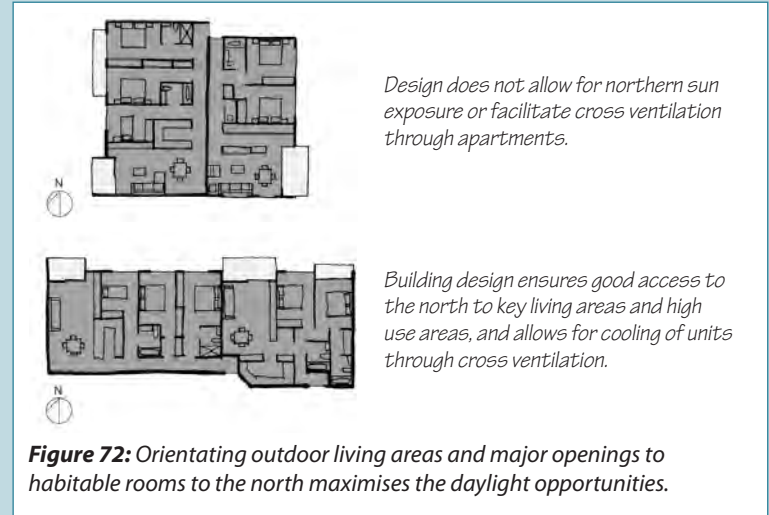 Design does not allow for northern sun
exposure or facilitate cross ventilation
through apartments.
N
Building design ensures good access to
the north to key living areas and high
use areas, and allows for cooling of units
through cross ventilation.
N
Figure 72: Orientating outdoor living areas and major openings to
habitable rooms to the north maximises the daylight opportunities.